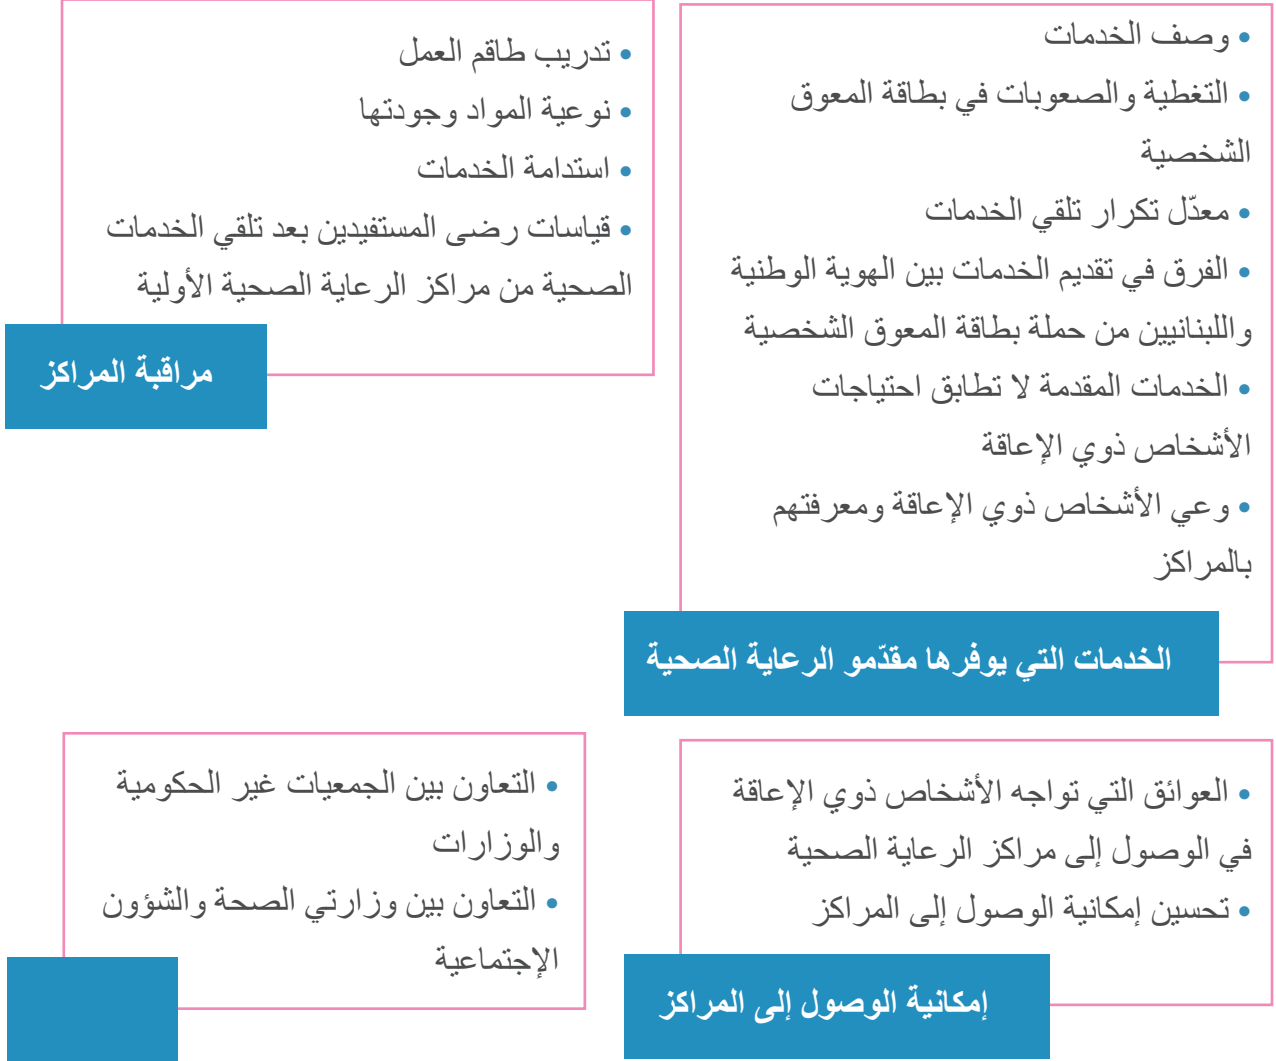 • وصف الخدمات
• التغطية والصعوبات في بطاقة المعوق
الشخصية
• معدّل تكرار تلقي الخدمات
• الفرق في تقديم الخدمات بين الهوية الوطنية
واللبنانيين من حملة بطاقة المعوق الشخصية
• الخدمات المقدمة لا تطابق احتياجات
الأشخاص ذوي الإعاقة
• وعي الأشخاص ذوي الإعاقة ومعرفتهم
بالمراكز
الخدمات التي يوفرها مقدّمو الرعاية الصحية
• تدريب طاقم العمل
• نوعية المواد وجودتها
• استدامة الخدمات
• قياسات رضى المستفيدين بعد تلقي الخدمات
الصحية من مراكز الرعاية الصحية الأولية
مراقبة المراكز
• العوائق التي تواجه الأشخاص ذوي الإعاقة
في الوصول إلى مراكز الرعاية الصحية
• تحسين إمكانية الوصول إلى المراكز
إمكانية الوصول إلى المراكز
• التعاون بين الجمعيات غير الحكومية
والوزارات
• التعاون بين وزارتي الصحة والشؤون
الإجتماعية